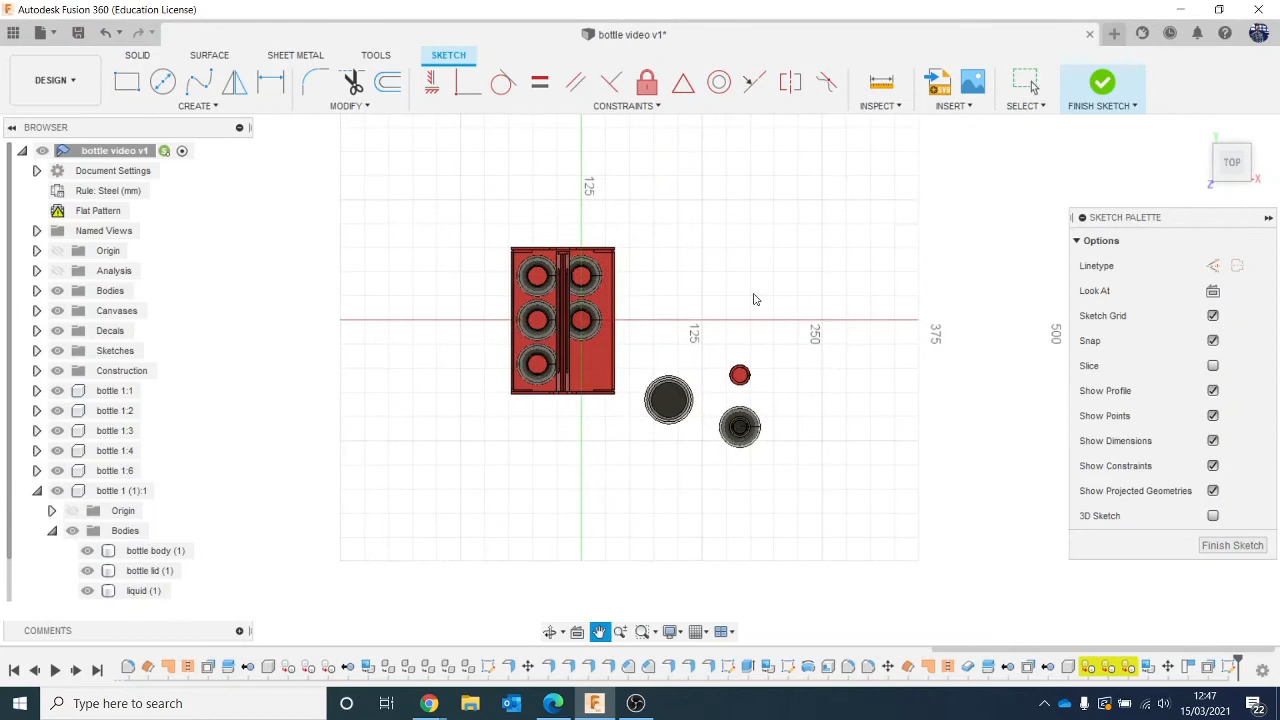 Autodesk Fusion 360 (Education License)
bottle video v1*
SOLID
SURFACE
SHEET METAL
TOOLS
SKETCH
DESIGN
CREATE
MODIFY
CONSTRAINTS
INSPECT
INSERT
SELECT
FINISH SKETCH
BROWSER
bottle video v1
Document Settings
Rule: Steel (mm)
Flat Pattern
Named Views
Origin
Analysis
Bodies
Canvases
Decals
Sketches
Construction
bottle 1:1
bottle 1:2
bottle 1:3
bottle 1:4
bottle 1:6
bottle 1 (1):1
Origin
Bodies
bottle body (1)
bottle lid (1)
liquid (1)
COMMENTS
125
125
250
375
500
TOP
X
Z
Y
SKETCH PALETTE
Options
Linetype
Look At
Sketch Grid
Snap
Slice
Show Profile
Show Points
Show Dimensions
Show Constraints
Show Projected Geometries
3D Sketch
Finish Sketch
Type here to search
12:47
15/03/2021
22